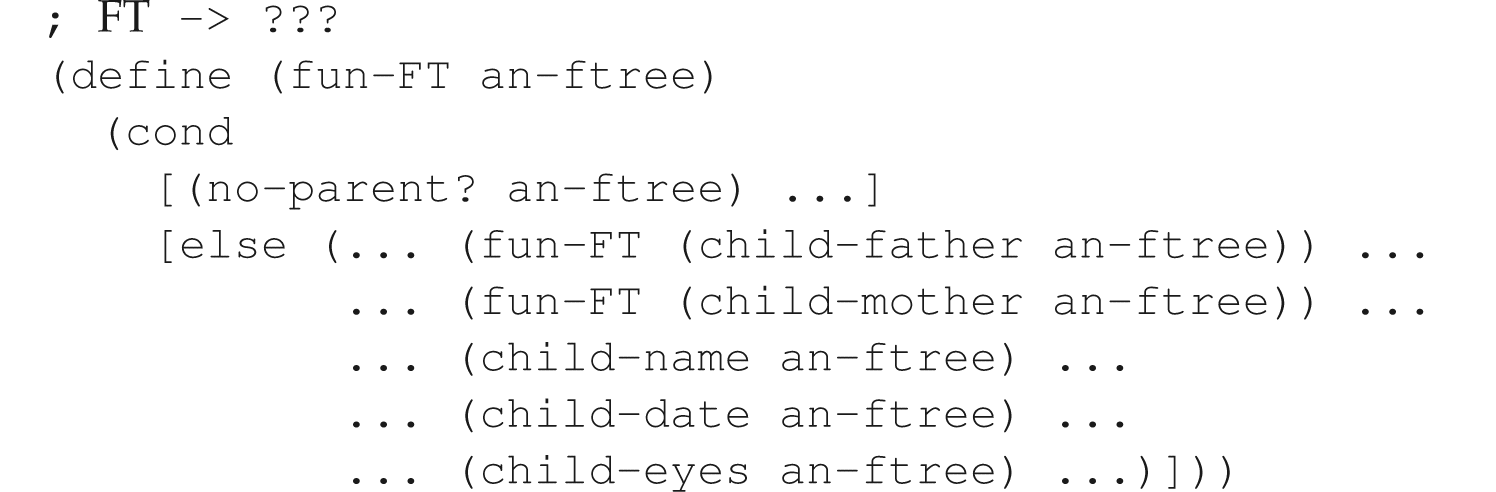 ; FT -> ???
(define (fun-FT an-ftree)
  (cond
    [(no-parent? an-ftree) ...]
    [else (... (fun-FT (child-father an-ftree)) ...
           ... (fun-FT (child-mother an-ftree)) ...
           ... (child-name an-ftree) ...
           ... (child-date an-ftree) ...
           ... (child-eyes an-ftree) ...)]))